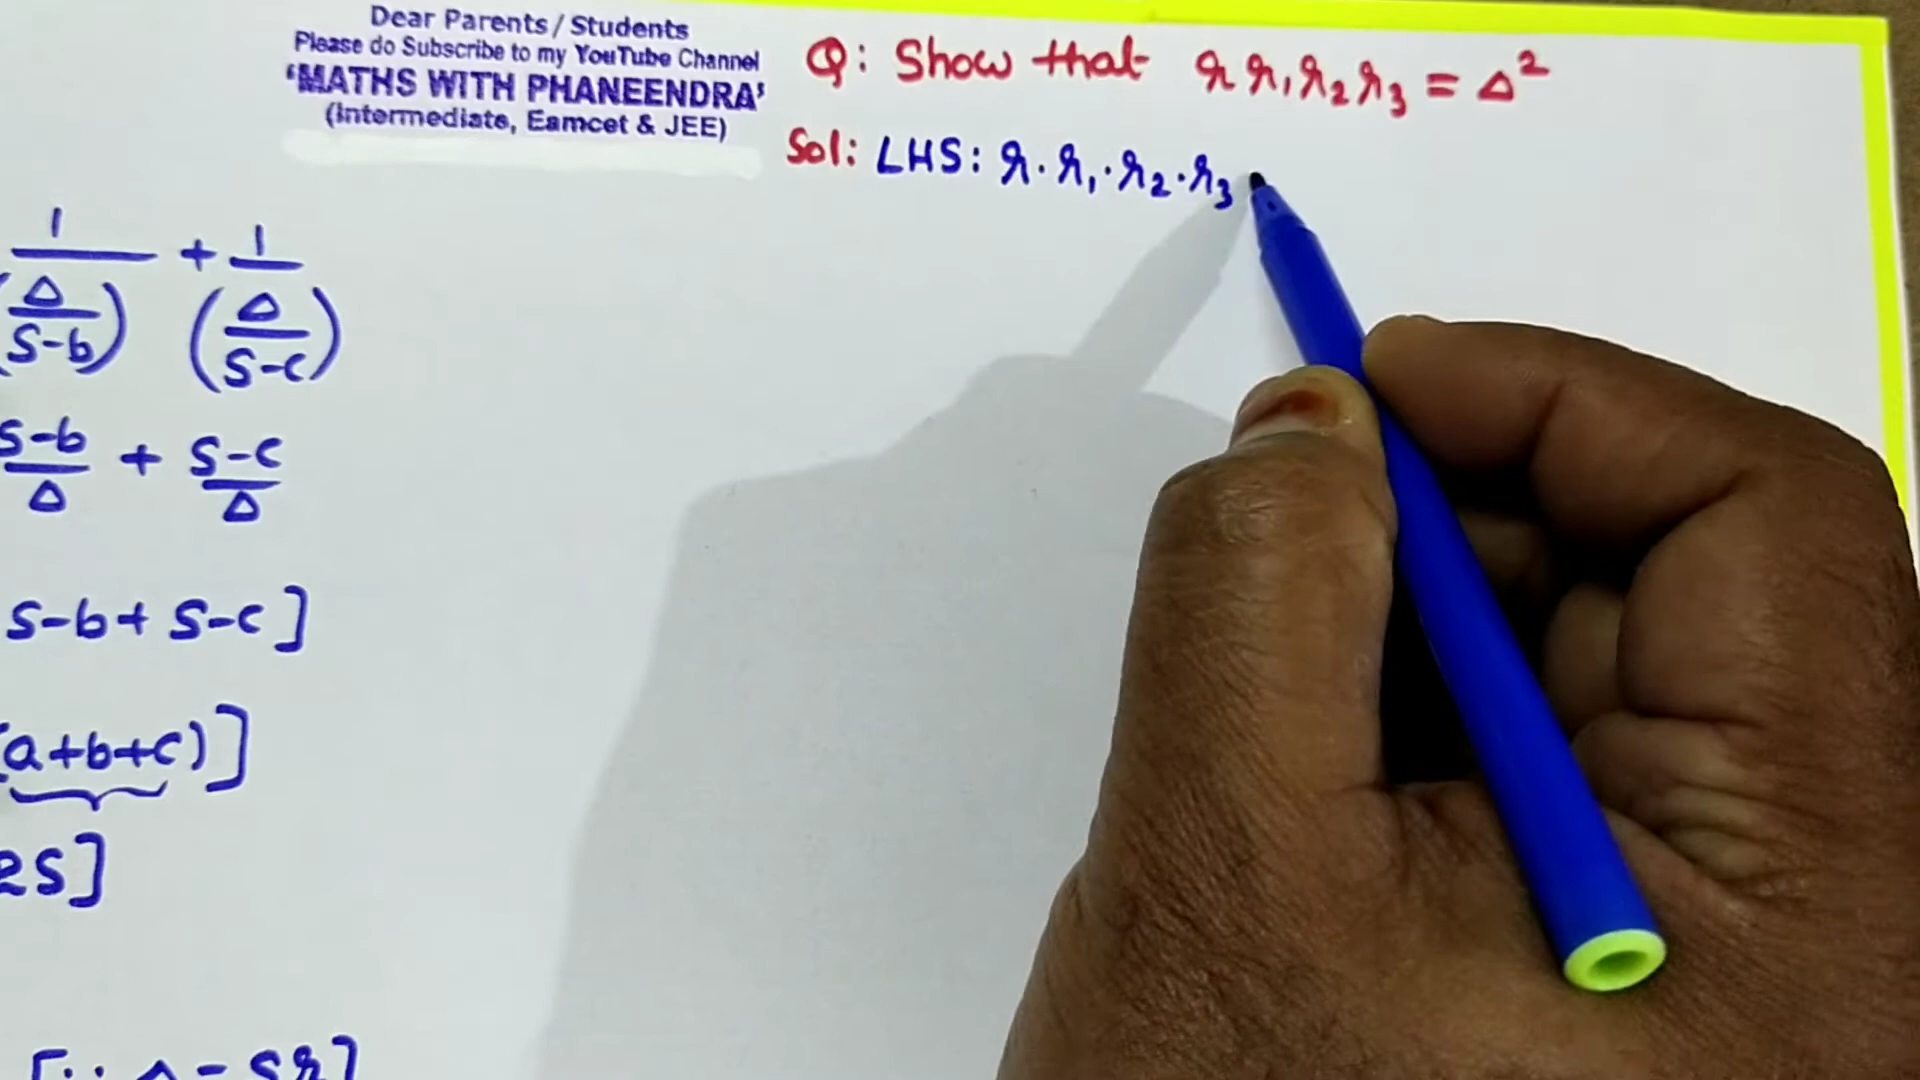 Dear Parents / Students
Please do Subscribe to my YouTube Channel
'MATHS WITH PHANEENDRA'
(Intermediate, Eamcet & JEE)
Q: Show that r r₁ r₂ r₃ = Δ²
Sol: LHS: r . r₁ . r₂ . r₃
1/(Δ/(S-b)) + 1/(Δ/(S-c))
(S-b)/Δ + (S-c)/Δ
S-b + S-c]
(a+b+c)]
2S]
[∵ Δ = Sr]